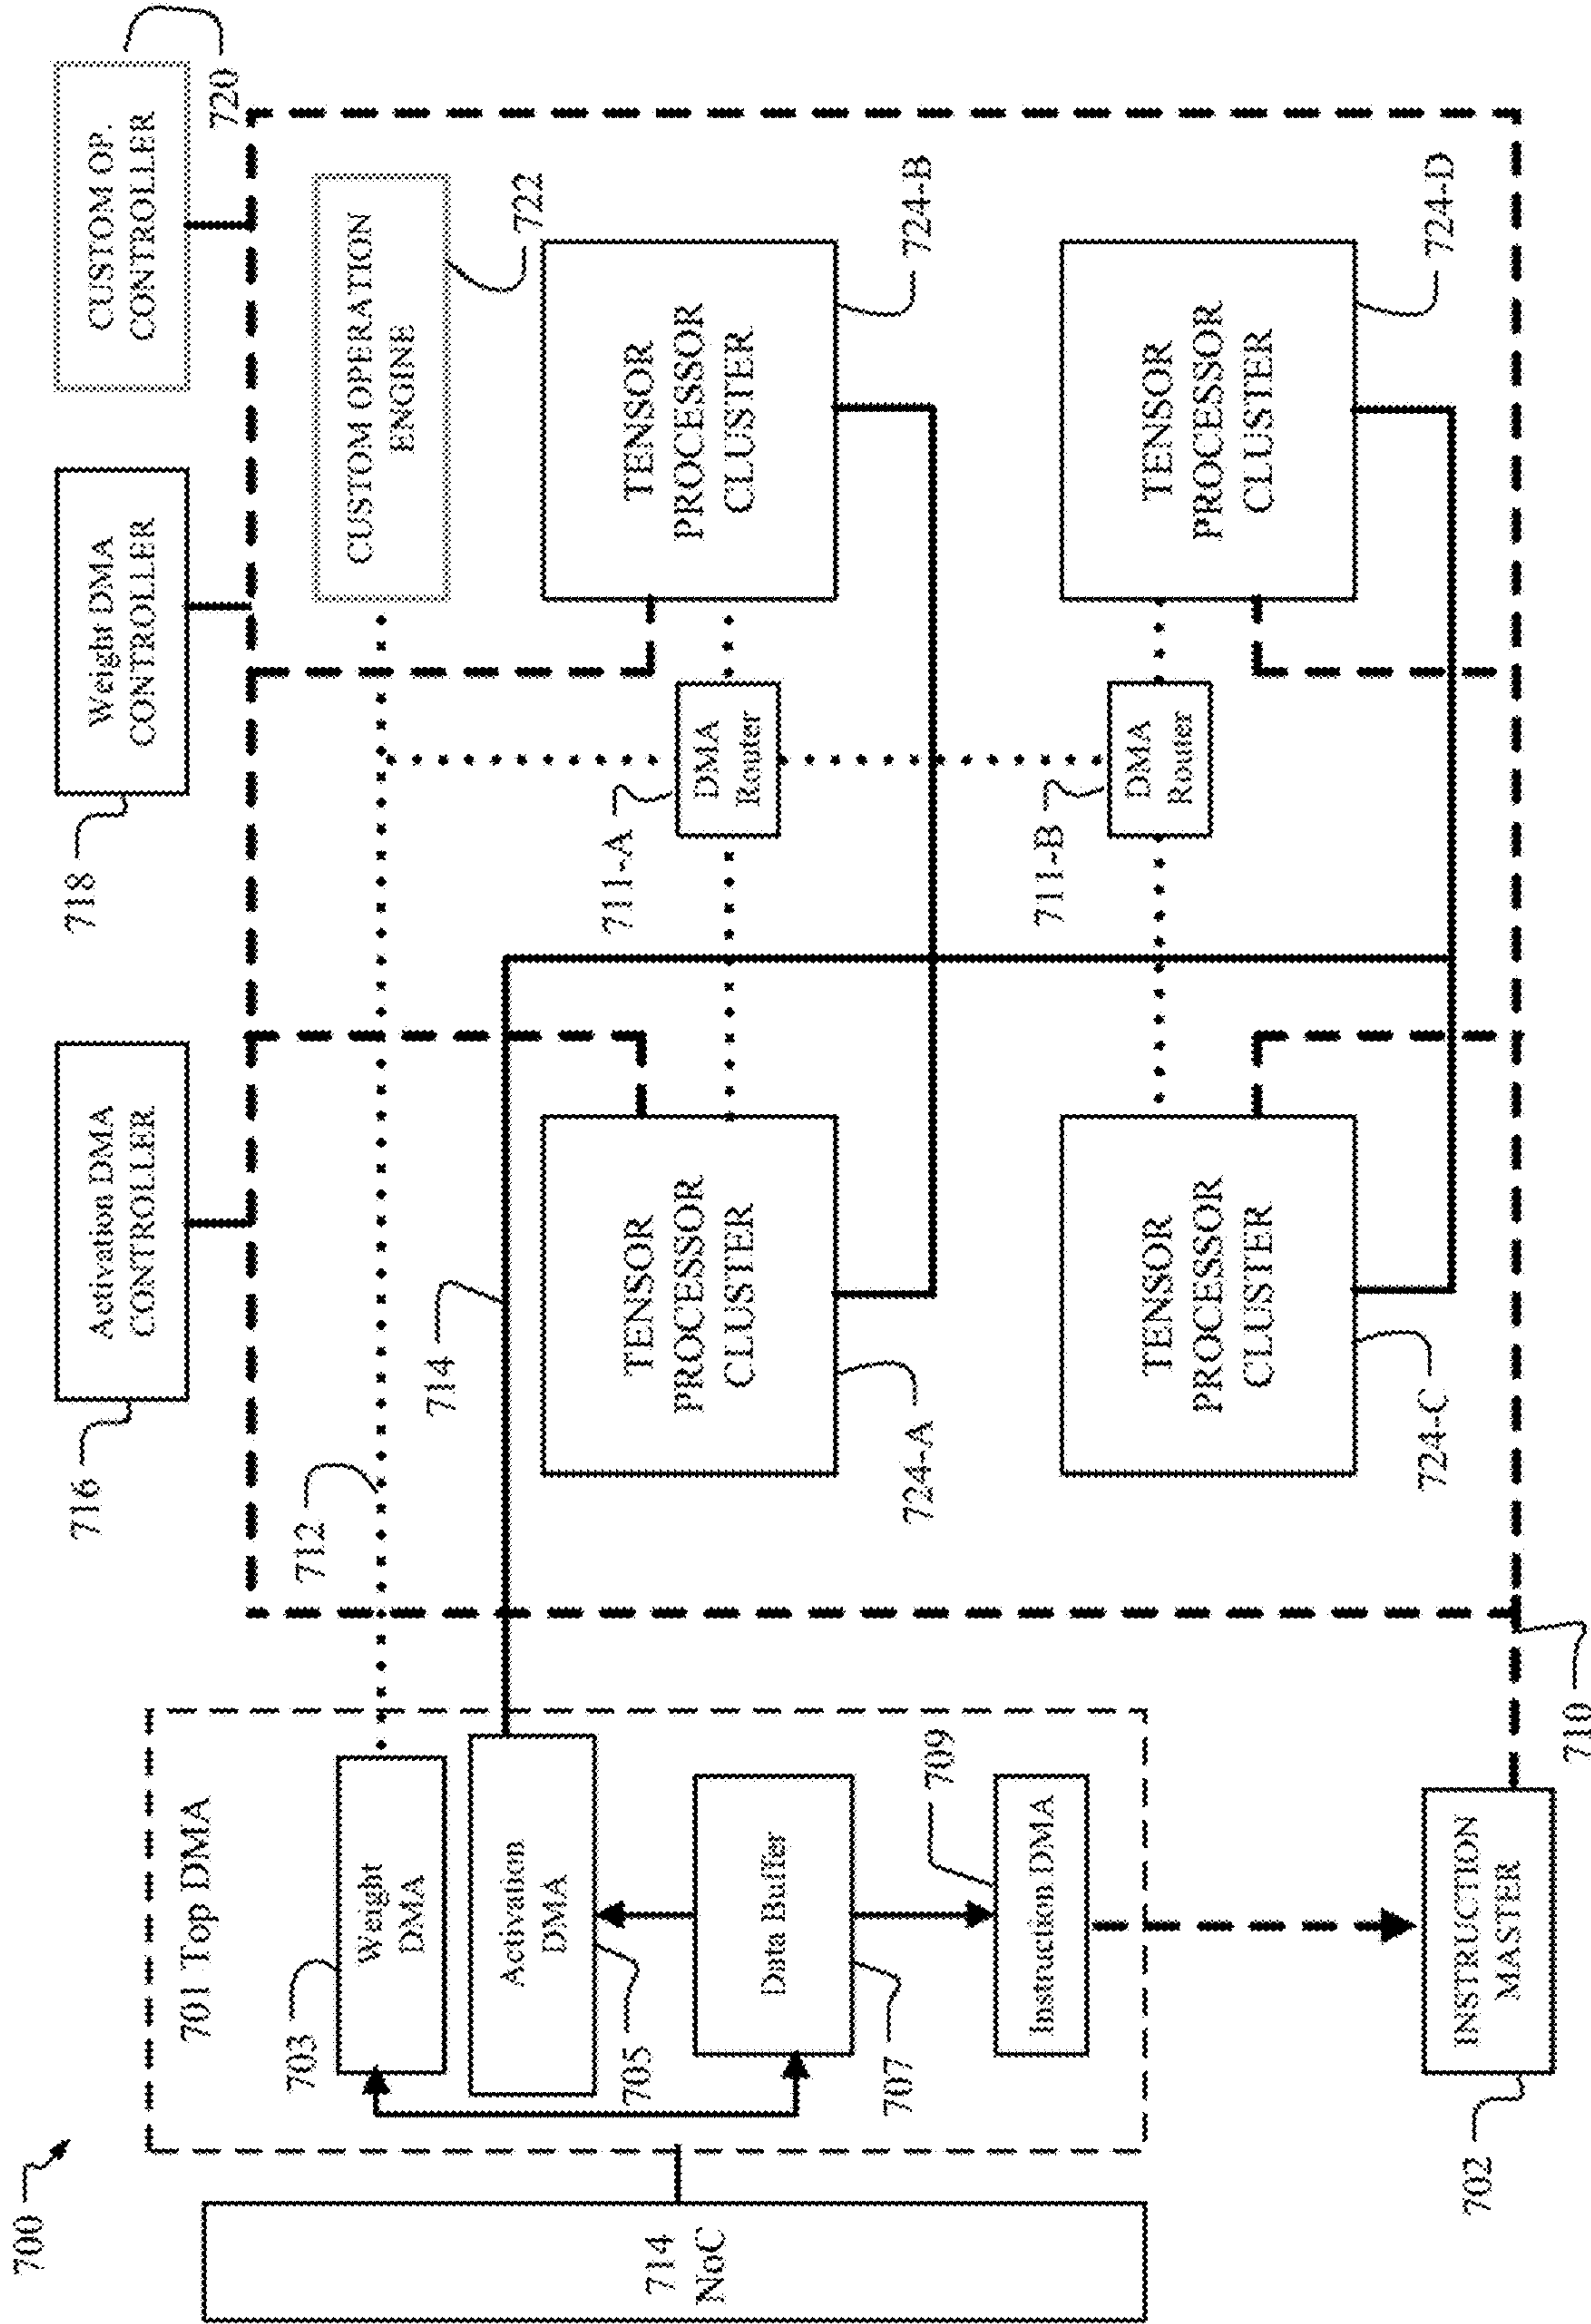 700
714
NoC
701 Top DMA
703
Weight
DMA
Activation
DMA
705
Data Buffer
707
709
Instruction DMA
INSTRUCTION
MASTER
702
710
712
714
716
Activation DMA
CONTROLLER
718
Weight DMA
CONTROLLER
CUSTOM OP.
CONTROLLER
720
CUSTOM OPERATION
ENGINE
722
TENSOR
PROCESSOR
CLUSTER
724-A
711-A
DMA
Router
TENSOR
PROCESSOR
CLUSTER
724-B
TENSOR
PROCESSOR
CLUSTER
724-C
711-B
DMA
Router
TENSOR
PROCESSOR
CLUSTER
724-D